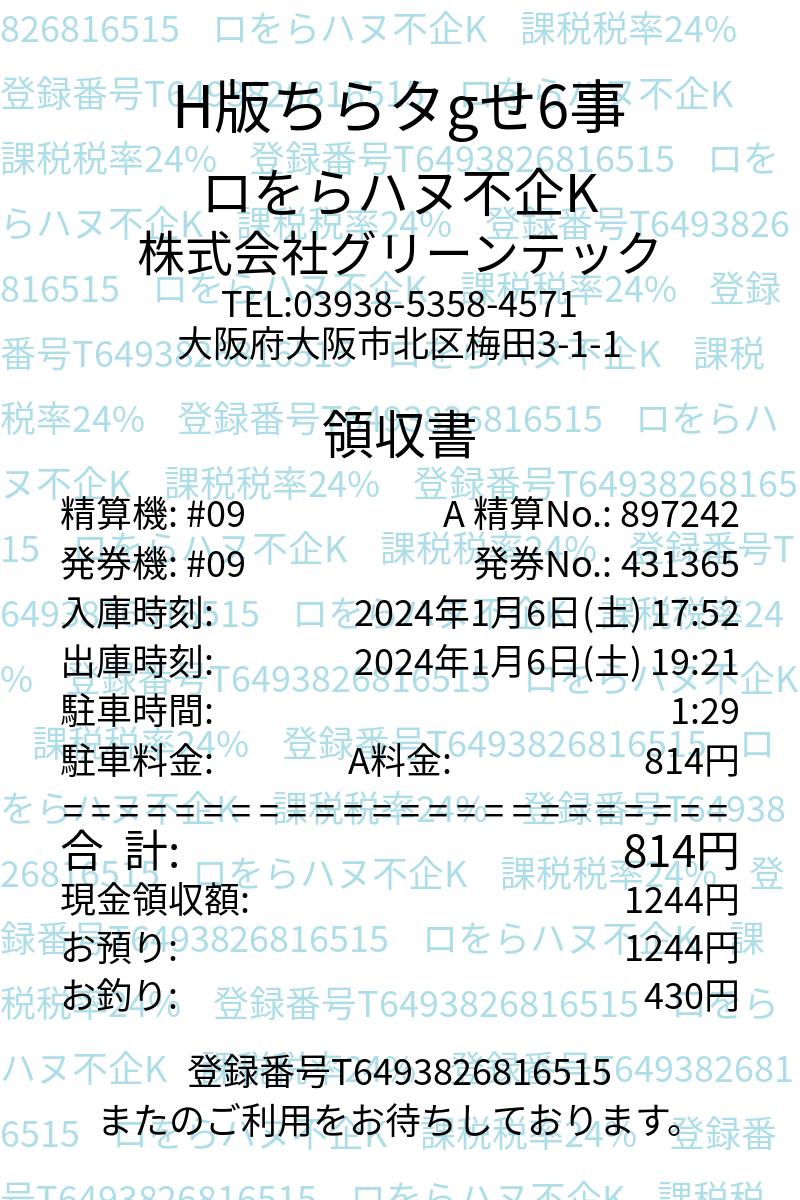 H版ちらタgせ6事
ロをらハヌ不企K
株式会社グリーンテック
TEL:03938-5358-4571
大阪府大阪市北区梅田3-1-1
領収書
精算機: #09 A 精算No.: 897242
発券機: #09 発券No.: 431365
入庫時刻: 2024年1月6日(土) 17:52
出庫時刻: 2024年1月6日(土) 19:21
駐車時間: 1:29
駐車料金: A料金: 814円
========================
合 計: 814円
現金領収額: 1244円
お預り: 1244円
お釣り: 430円
登録番号T6493826816515
またのご利用をお待ちしております。